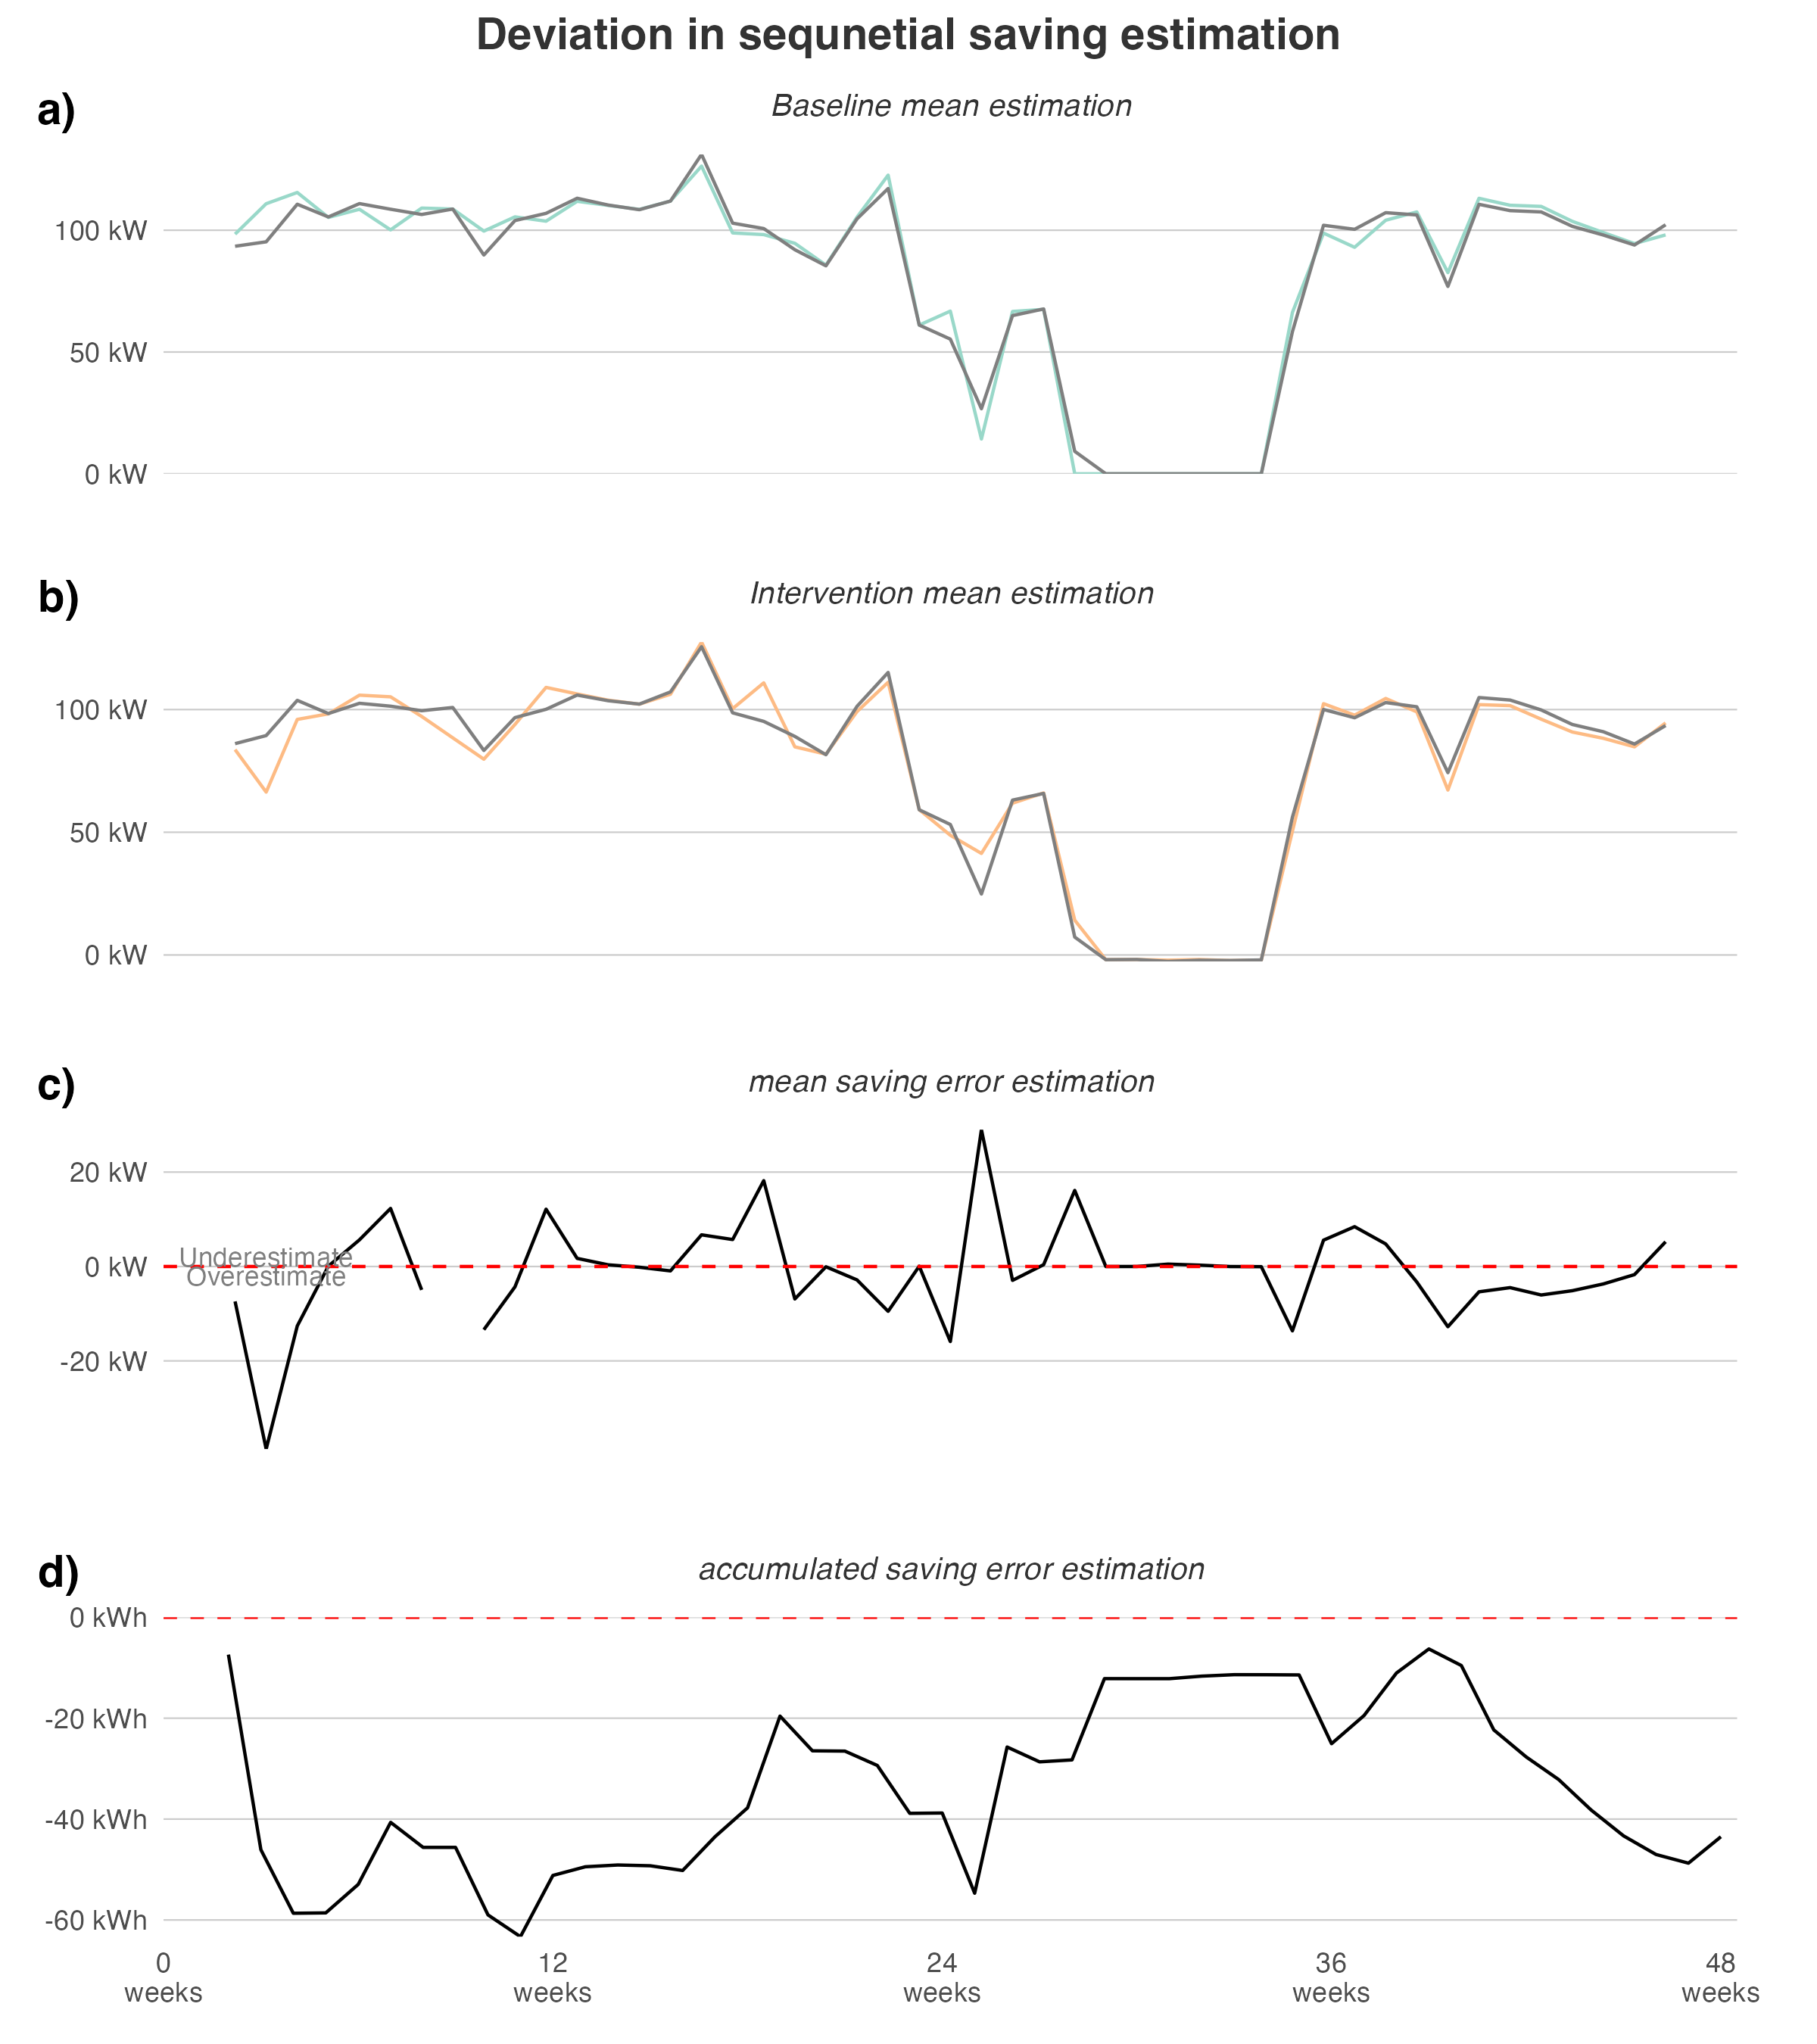 Deviation in sequnetial saving estimation
a)
Baseline mean estimation
100 kW
50 kW
0 kW
b)
Intervention mean estimation
100 kW
50 kW
0 kW
c)
mean saving error estimation
20 kW
Underestimate
0 kW
Overestimate
-20 kW
d)
accumulated saving error estimation
0 kWh
-20 kWh
-40 kWh
-60 kWh
0 12 24 36 48
weeks weeks weeks weeks weeks